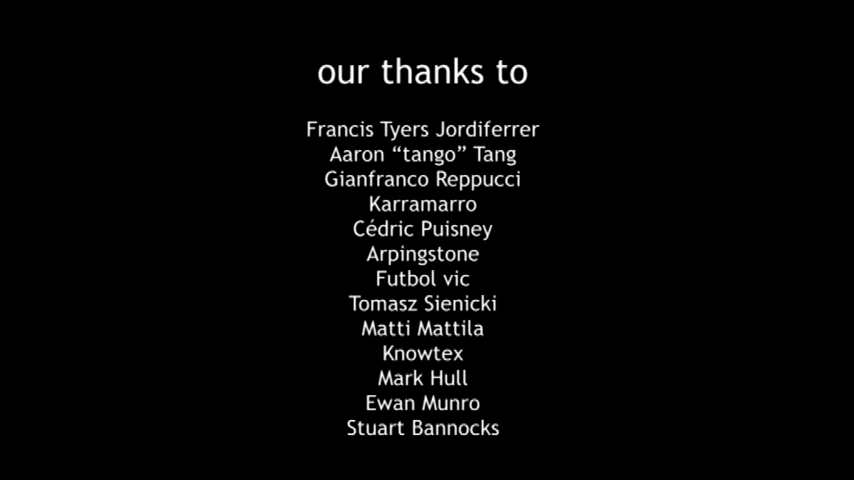 our thanks to
Francis Tyers Jordiferrer
Aaron “tango” Tang
Gianfranco Reppucci
Karramarro
Cédric Puisney
Arpingstone
Futbol vic
Tomasz Sienicki
Matti Mattila
Knowtex
Mark Hull
Ewan Munro
Stuart Bannocks